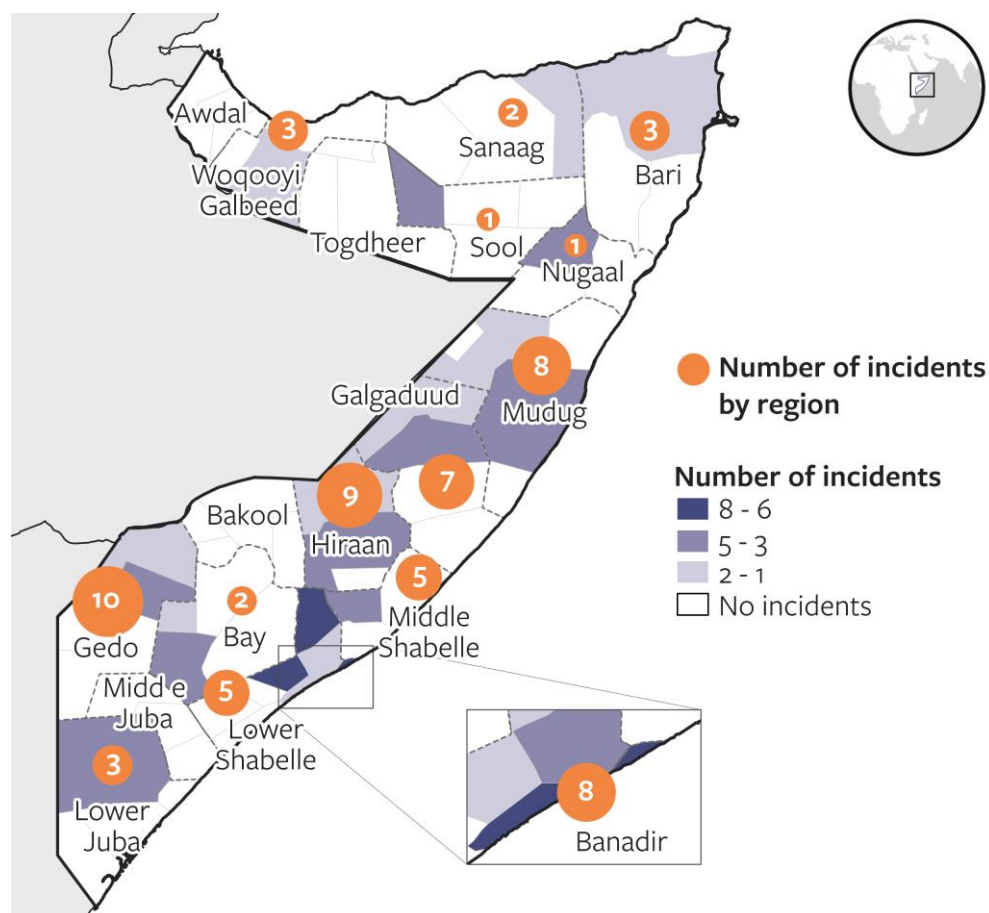 Awdal
3
Woqooyi
Galbeed
Togdheer
2
Sanaag
3
Bari
1
Sool
1
Nugaal
8
Mudug
Galgaduud
7
9
Hiraan
Bakool
5
Middle
Shabelle
10
Gedo
2
Bay
Midd e
Juba
5
Lower
Shabelle
3
Lower
Juba
8
Banadir
Number of incidents
by region
Number of incidents
8 - 6
5 - 3
2 - 1
No incidents